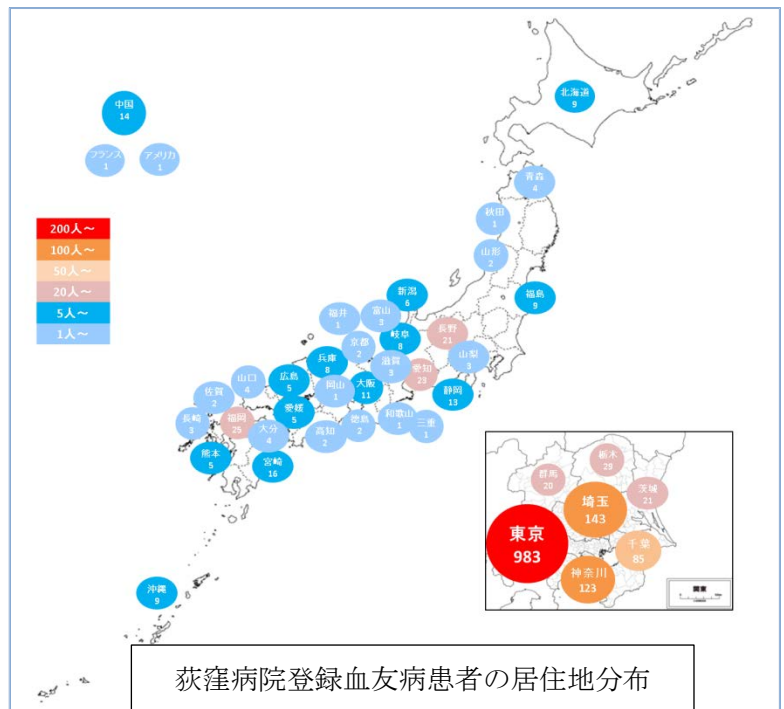 北海道
9
中国
14
フランス
1
アメリカ
1
青森
4
秋田
1
200人～
100人～
50人～
20人～
5人～
1人～
山形
2
新潟
6
福島
9
福井
1
富山
3
長野
21
岐阜
8
京都
2
兵庫
8
滋賀
山梨
3
愛知
23
広島
5
山口
4
岡山
1
大阪
11
静岡
13
佐賀
2
愛媛
5
長崎
3
福岡
25
大分
4
高知
2
徳島
2
和歌山
1
三重
1
熊本
5
宮崎
16
栃木
群馬
茨城
21
埼玉
143
東京
983
千葉
85
神奈川
123
関東
沖縄
9
荻窪病院登録血友病患者の居住地分布